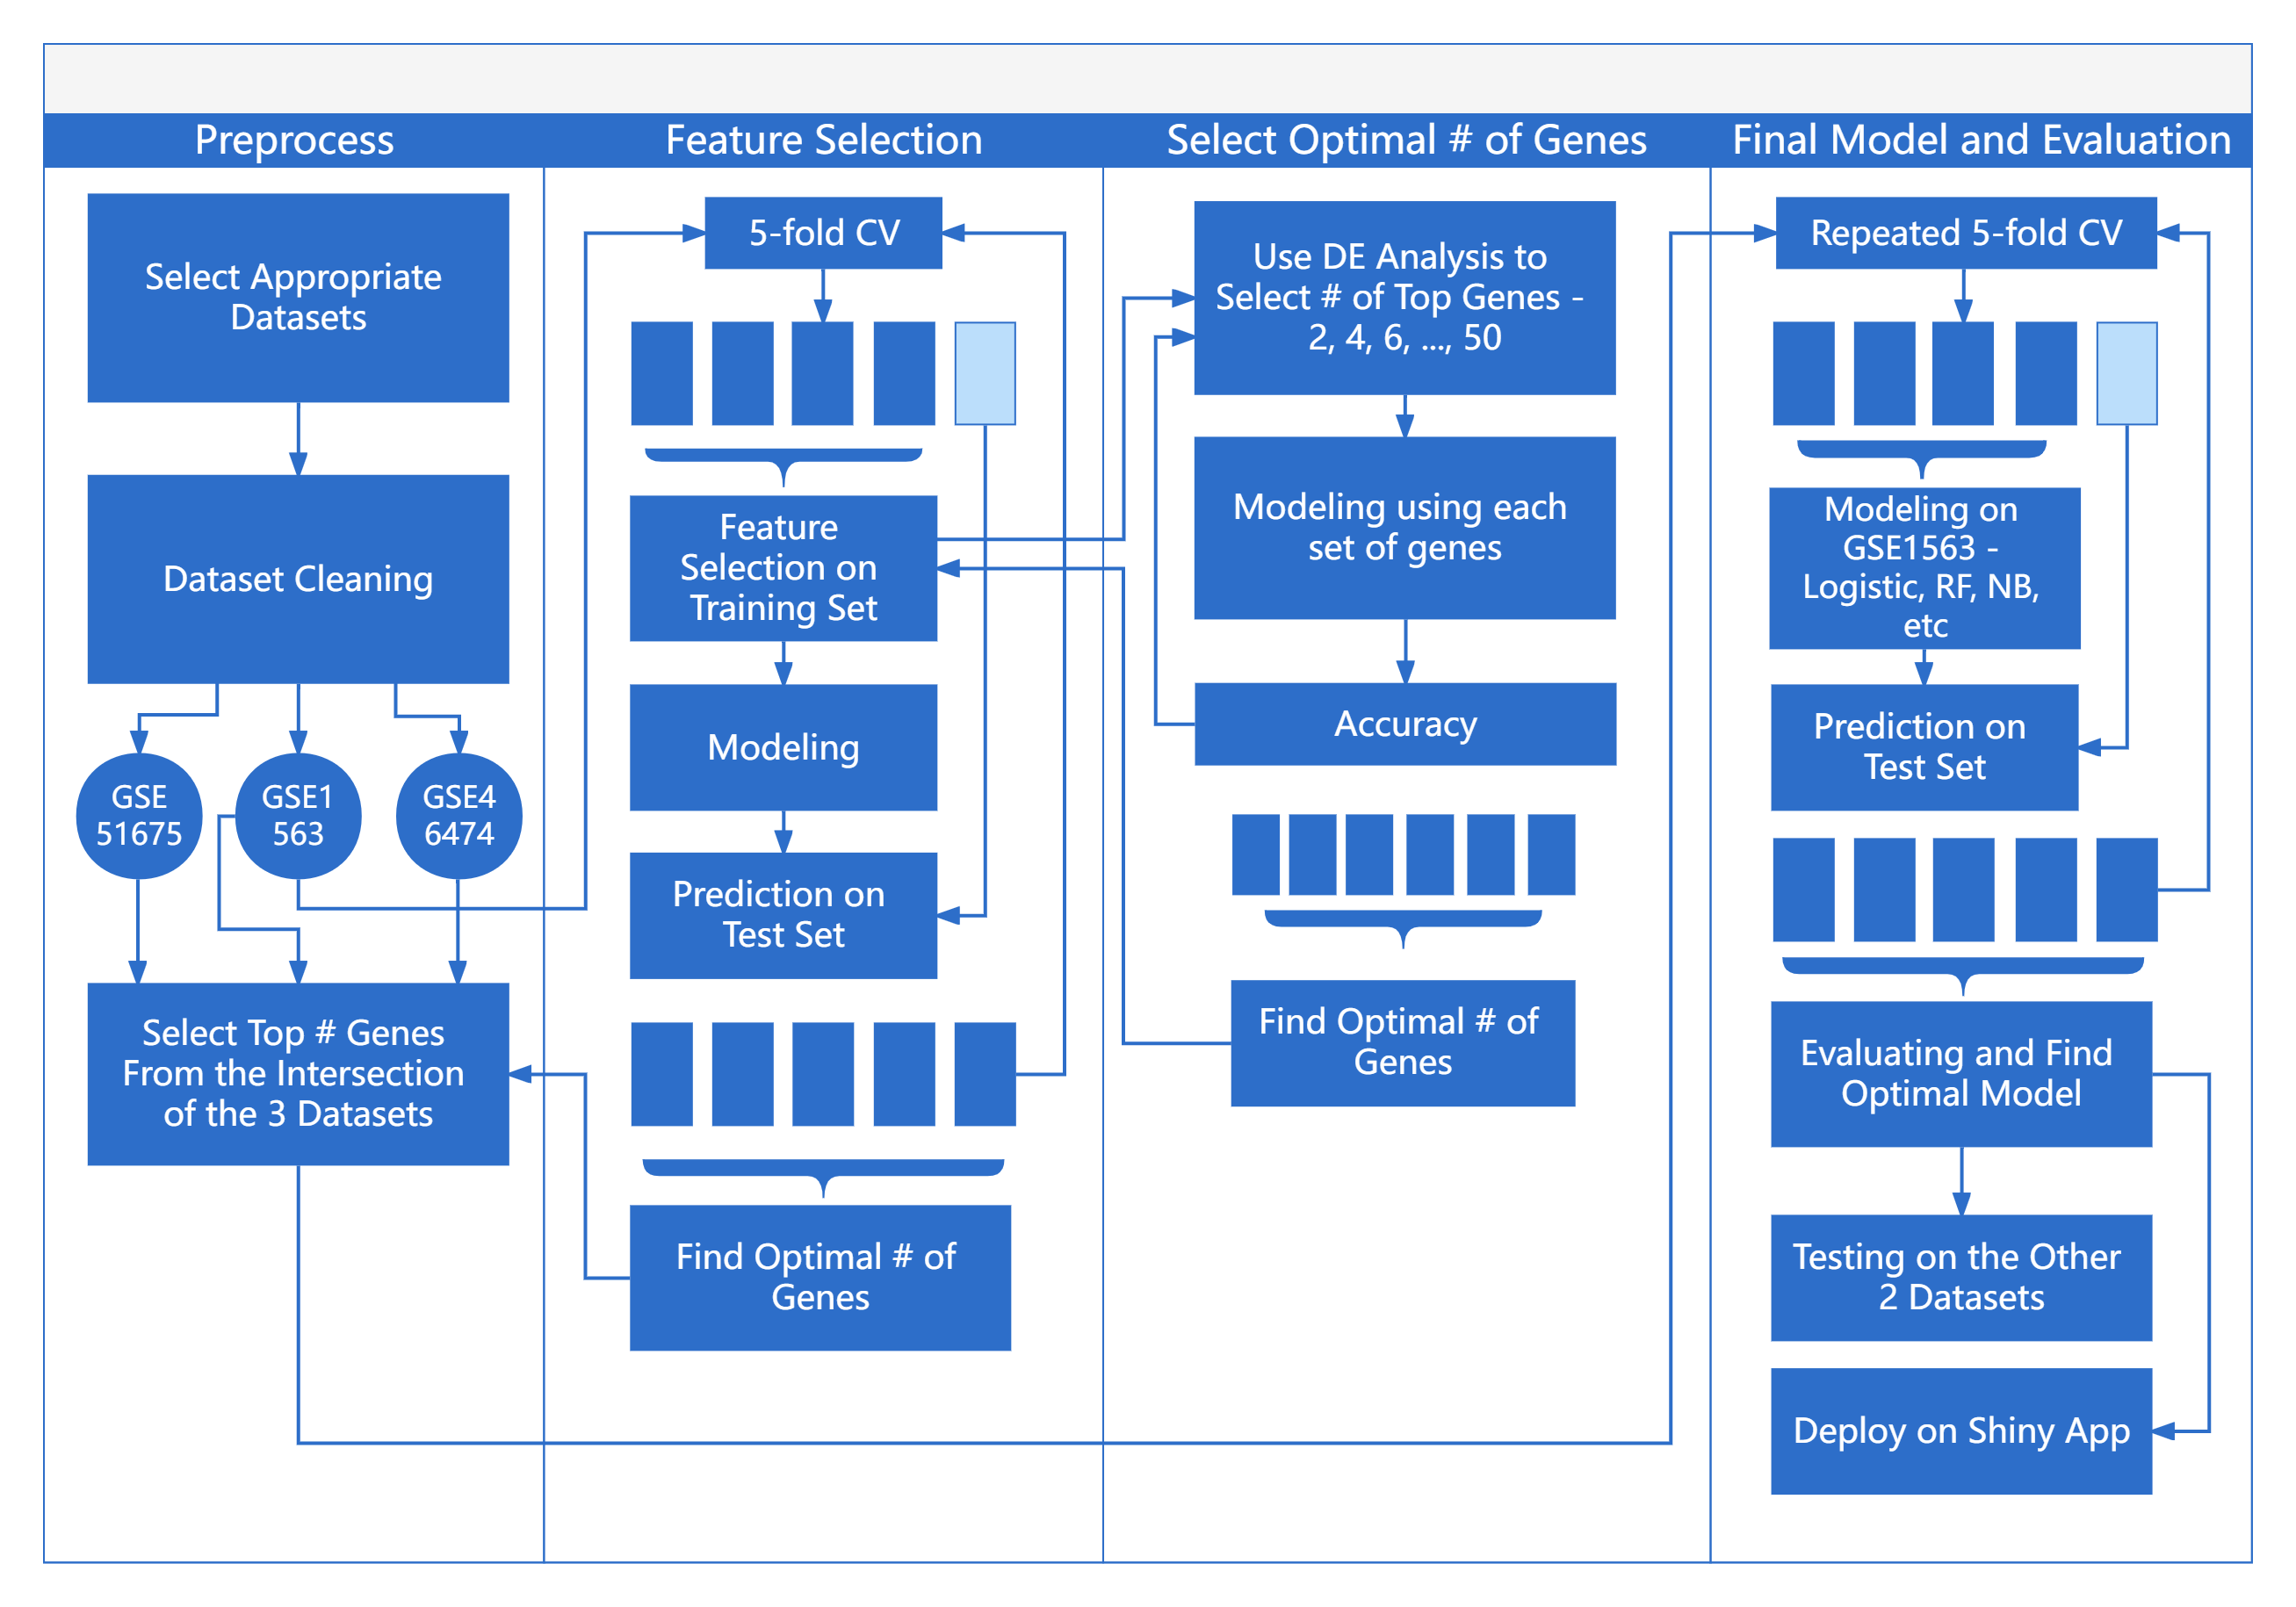 Preprocess
Feature Selection
Select Optimal # of Genes
Final Model and Evaluation
Select Appropriate
Datasets
Dataset Cleaning
GSE
51675
GSE1
563
GSE4
6474
Select Top # Genes
From the Intersection
of the 3 Datasets
5-fold CV
Feature
Selection on
Training Set
Modeling
Prediction on
Test Set
Find Optimal # of
Genes
Use DE Analysis to
Select # of Top Genes -
2, 4, 6, ..., 50
Modeling using each
set of genes
Accuracy
Find Optimal # of
Genes
Repeated 5-fold CV
Modeling on
GSE1563 -
Logistic, RF, NB,
etc
Prediction on
Test Set
Evaluating and Find
Optimal Model
Testing on the Other
2 Datasets
Deploy on Shiny App